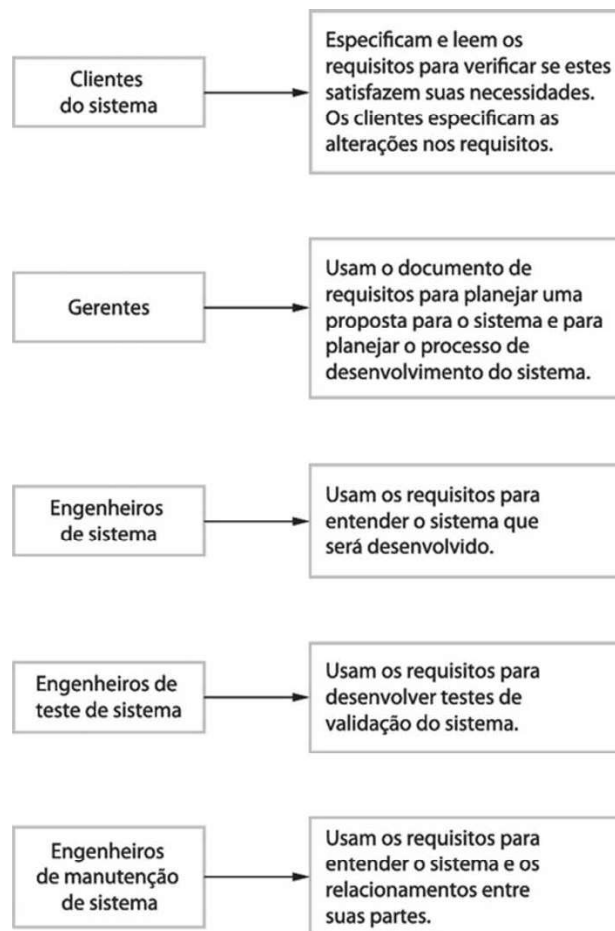 Clientes
do sistema
Especificam e leem os
requisitos para verificar se estes
satisfazem suas necessidades.
Os clientes especificam as
alterações nos requisitos.
Gerentes
Usam o documento de
requisitos para planejar uma
proposta para o sistema e para
planejar o processo de
desenvolvimento do sistema.
Engenheiros
de sistema
Usam os requisitos para
entender o sistema que
será desenvolvido.
Engenheiros de
teste de sistema
Usam os requisitos para
desenvolver testes de
validação do sistema.
Engenheiros
de manutenção
de sistema
Usam os requisitos para
entender o sistema e os
relacionamentos entre
suas partes.